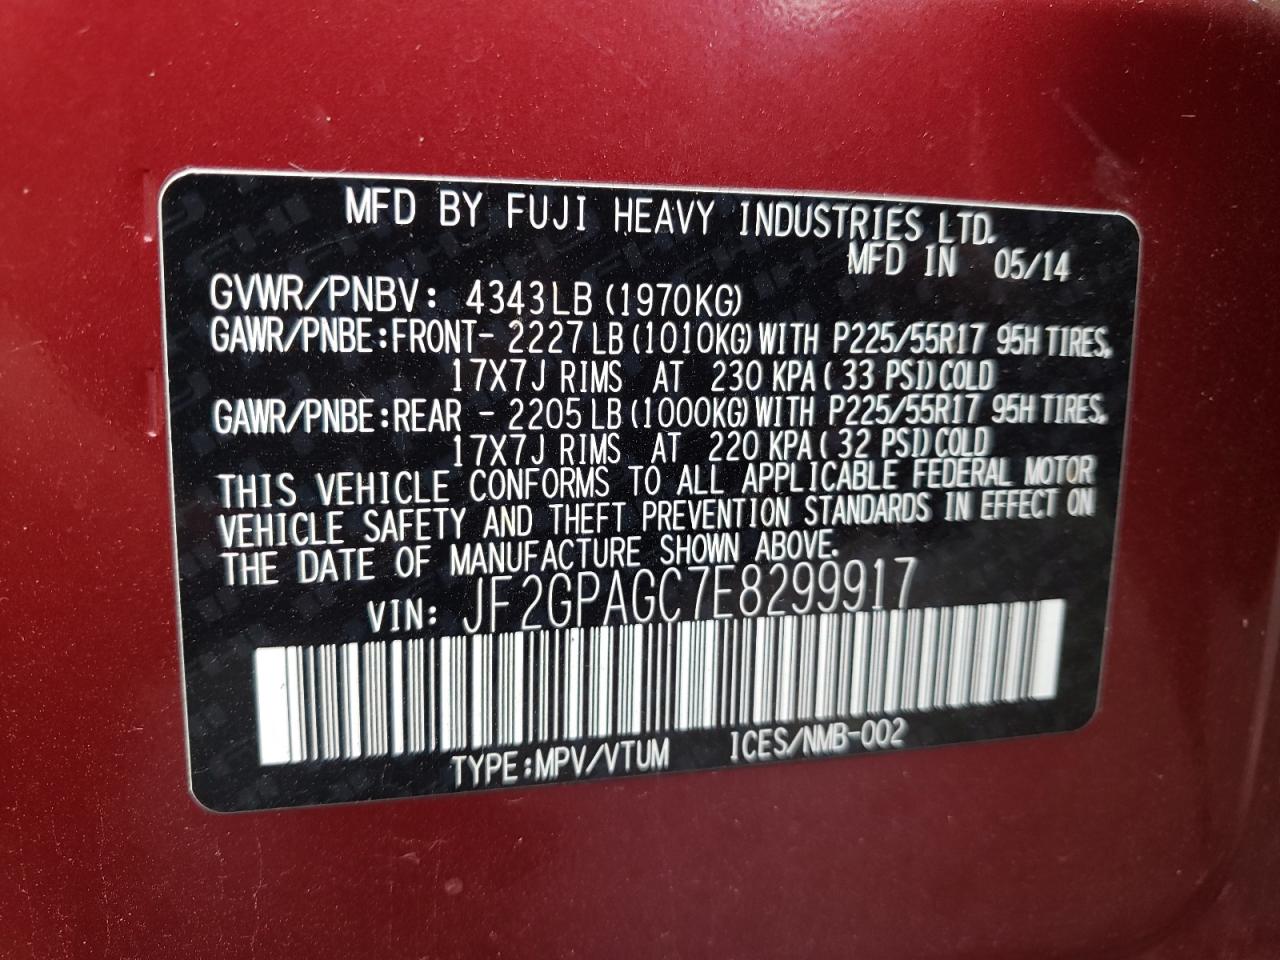 MFD BY FUJI HEAVY INDUSTRIES LTD.
MFD IN 05/14
GVWR/PNBV: 4343LB (1970KG)
GAWR/PNBE:FRONT- 2227 LB (1010KG) WITH P225/55R17 95H TIRES,
17X7J RIMS AT 230 KPA ( 33 PSI) COLD
GAWR/PNBE:REAR - 2205 LB (1000KG) WITH P225/55R17 95H TIRES,
17X7J RIMS AT 220 KPA ( 32 PSI) COLD
THIS VEHICLE CONFORMS TO ALL APPLICABLE FEDERAL MOTOR
VEHICLE SAFETY AND THEFT PREVENTION STANDARDS IN EFFECT ON
THE DATE OF MANUFACTURE SHOWN ABOVE.
VIN: JF2GPAGC7E8299917
TYPE:MPV/VTUM ICES/NMB-002